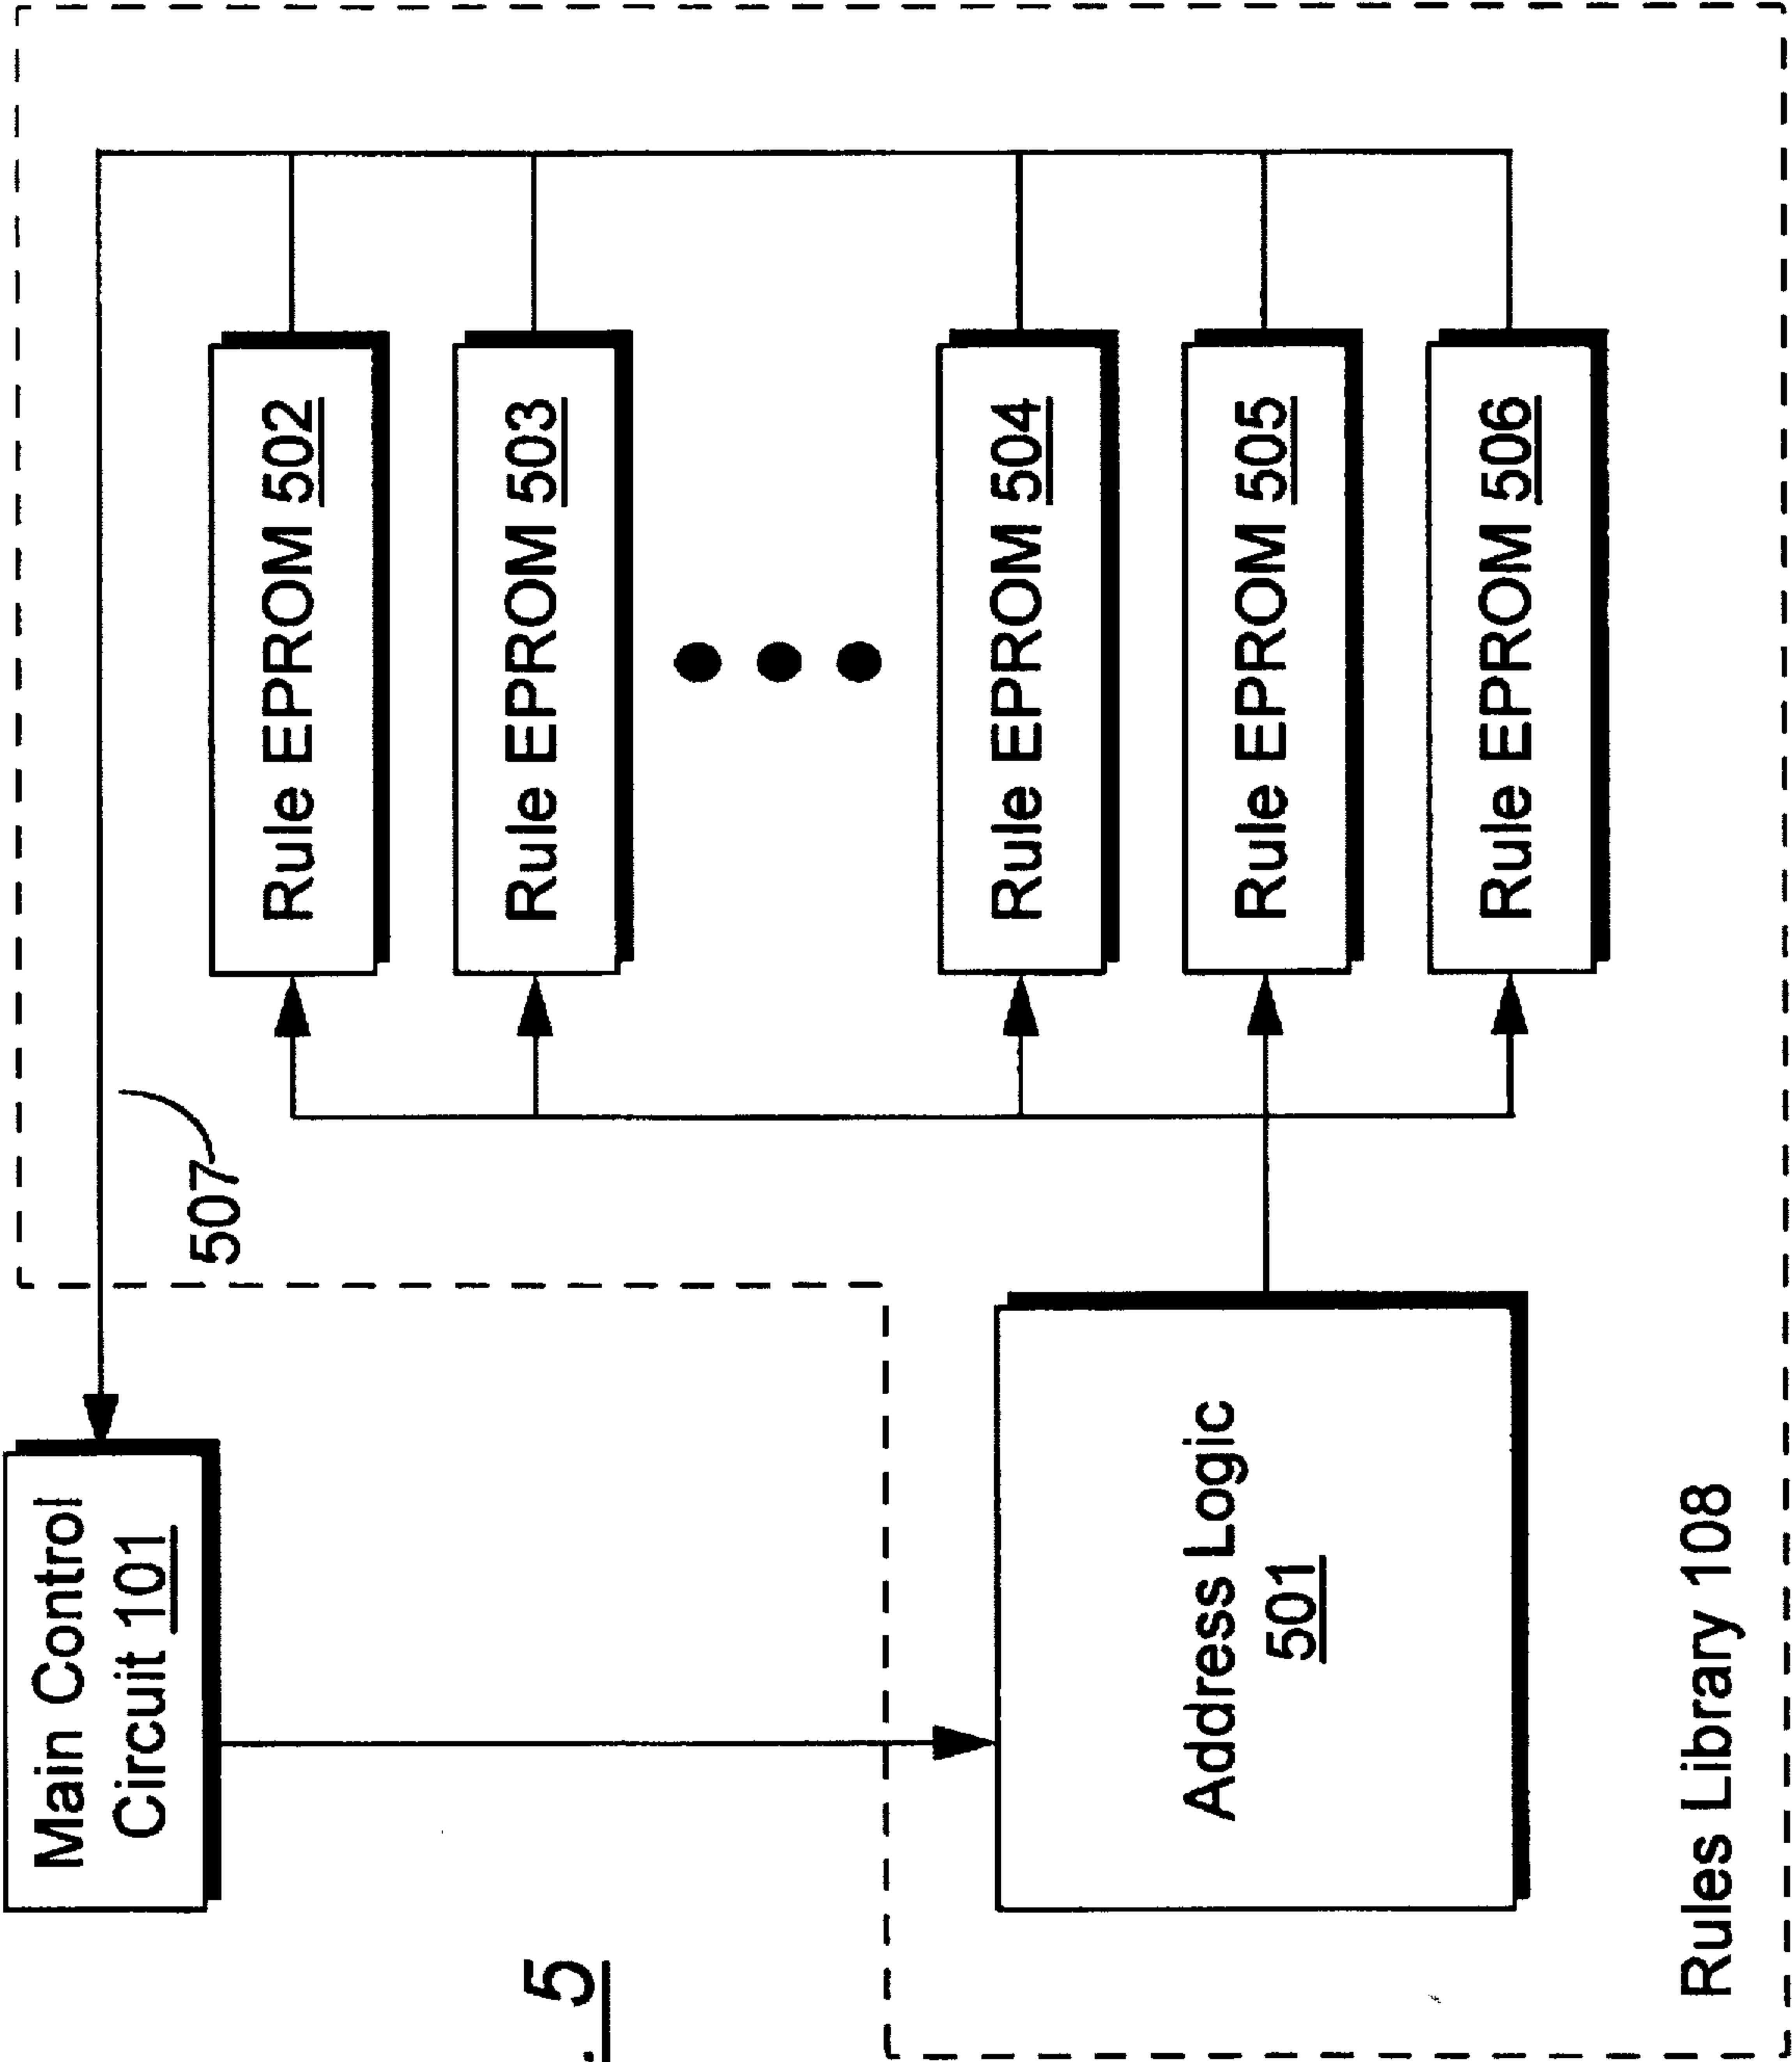 Main Control
Circuit 101
507
Rule EPROM 502
Rule EPROM 503
Rule EPROM 504
Rule EPROM 505
Rule EPROM 506
Address Logic
501
Rules Library 108
. 5